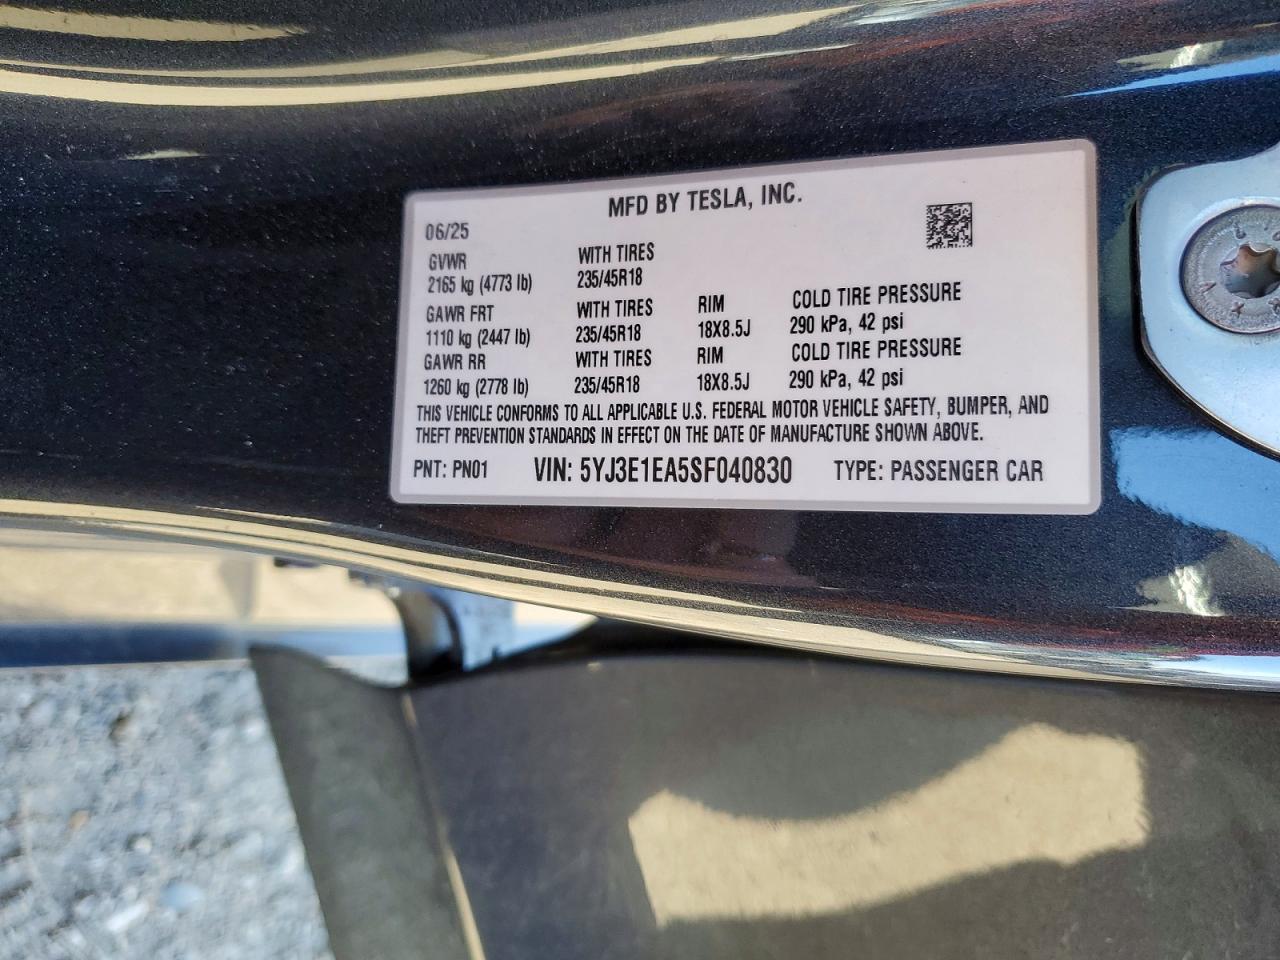 MFD BY TESLA, INC.
06/25
GVWR WITH TIRES
2165 kg (4773 lb) 235/45R18
GAWR FRT WITH TIRES RIM COLD TIRE PRESSURE
1110 kg (2447 lb) 235/45R18 18X8.5J 290 kPa, 42 psi
GAWR RR WITH TIRES RIM COLD TIRE PRESSURE
1260 kg (2778 lb) 235/45R18 18X8.5J 290 kPa, 42 psi
THIS VEHICLE CONFORMS TO ALL APPLICABLE U.S. FEDERAL MOTOR VEHICLE SAFETY, BUMPER, AND
THEFT PREVENTION STANDARDS IN EFFECT ON THE DATE OF MANUFACTURE SHOWN ABOVE.
PNT: PN01 VIN: 5YJ3E1EA5SF040830 TYPE: PASSENGER CAR